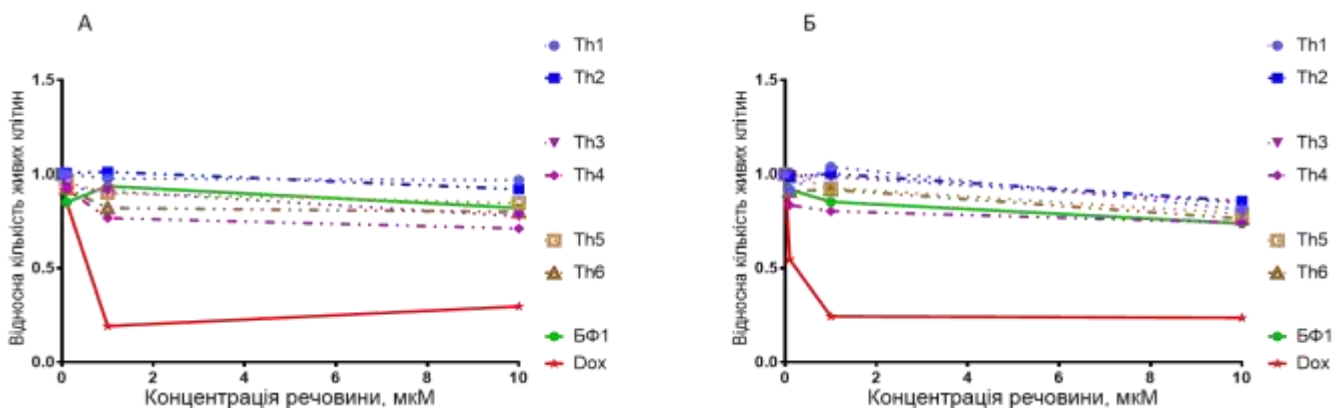 А
Th1
Th2
Th3
Th4
Th5
Th6
БФ1
Dox
1.5
1.0
0.5
0.0
0
2
4
6
8
10
Відносна кількість живих клітин
Концентрація речовини, мкМ
Б
Th1
Th2
Th3
Th4
Th5
Th6
БФ1
Dox
1.5
1.0
0.5
0.0
0
2
4
6
8
10
Відносна кількість живих клітин
Концентрація речовини, мкМ